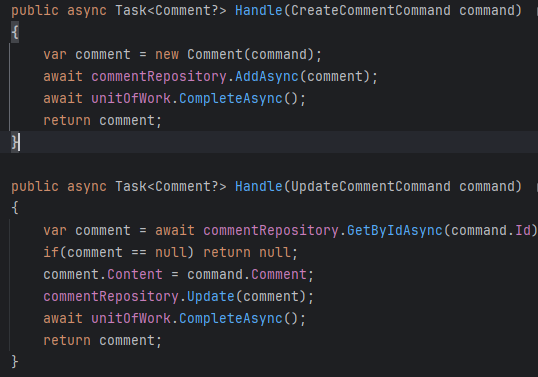 public async Task<Comment?> Handle(CreateCommentCommand command)
{
    var comment = new Comment(command);
    await commentRepository.AddAsync(comment);
    await unitOfWork.CompleteAsync();
    return comment;
}
public async Task<Comment?> Handle(UpdateCommentCommand command)
{
    var comment = await commentRepository.GetByIdAsync(command.Id)
    if(comment == null) return null;
    comment.Content = command.Comment;
    commentRepository.Update(comment);
    await unitOfWork.CompleteAsync();
    return comment;
}